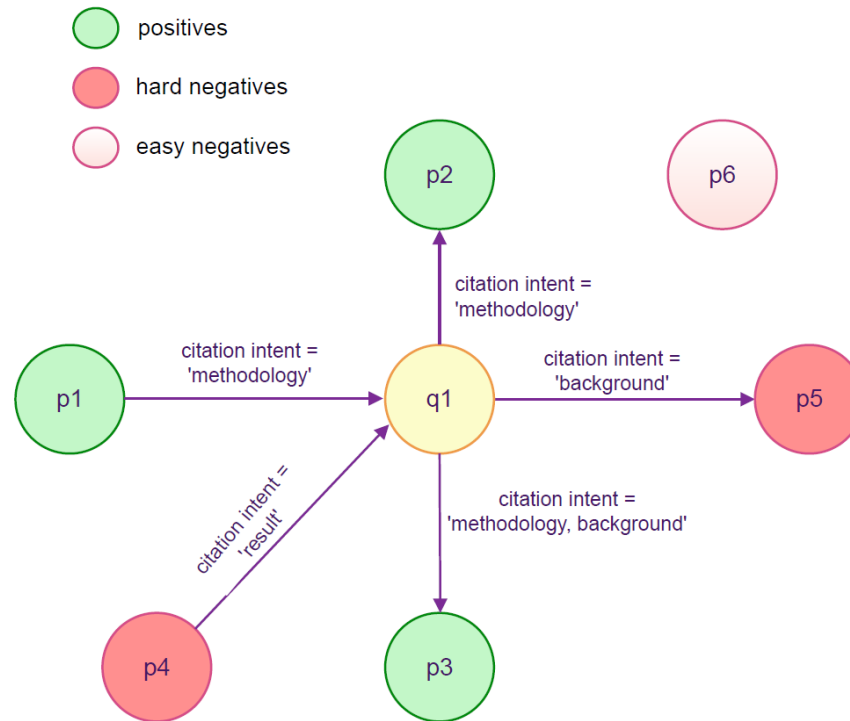 positives
hard negatives
easy negatives
p2
p6
citation intent =
'methodology'
citation intent =
'methodology'
citation intent =
'background'
p1
q1
p5
citation intent =
'result'
citation intent =
'methodology, background'
p4
p3